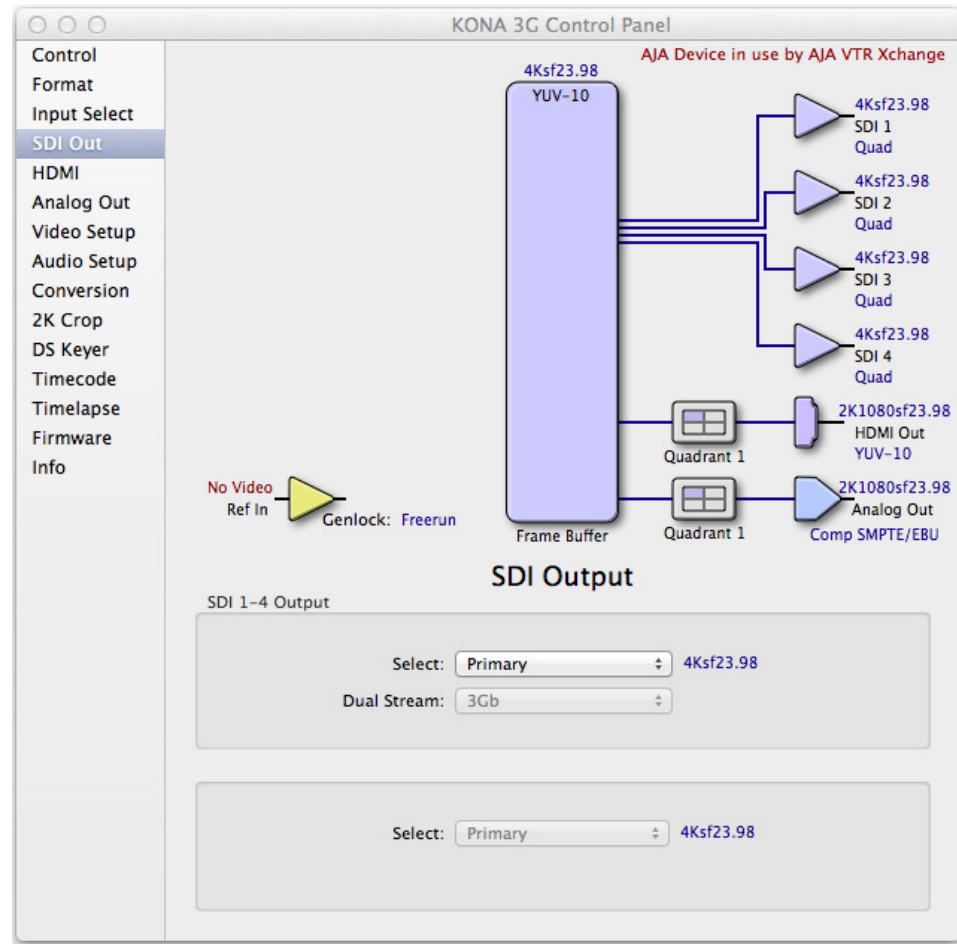 KONA 3G Control Panel
Control
Format
Input Select
SDI Out
HDMI
Analog Out
Video Setup
Audio Setup
Conversion
2K Crop
DS Keyer
Timecode
Timelapse
Firmware
Info
AJA Device in use by AJA VTR Xchange
4Ksf23.98
YUV-10
4Ksf23.98
SDI 1
Quad
4Ksf23.98
SDI 2
Quad
4Ksf23.98
SDI 3
Quad
4Ksf23.98
SDI 4
Quad
Quadrant 1
2K1080sf23.98
HDMI Out
YUV-10
No Video
Ref In
Genlock: Freerun
Frame Buffer
Quadrant 1
2K1080sf23.98
Analog Out
Comp SMPTE/EBU
SDI Output
SDI 1-4 Output
Select: Primary 4Ksf23.98
Dual Stream: 3Gb
Select: Primary 4Ksf23.98